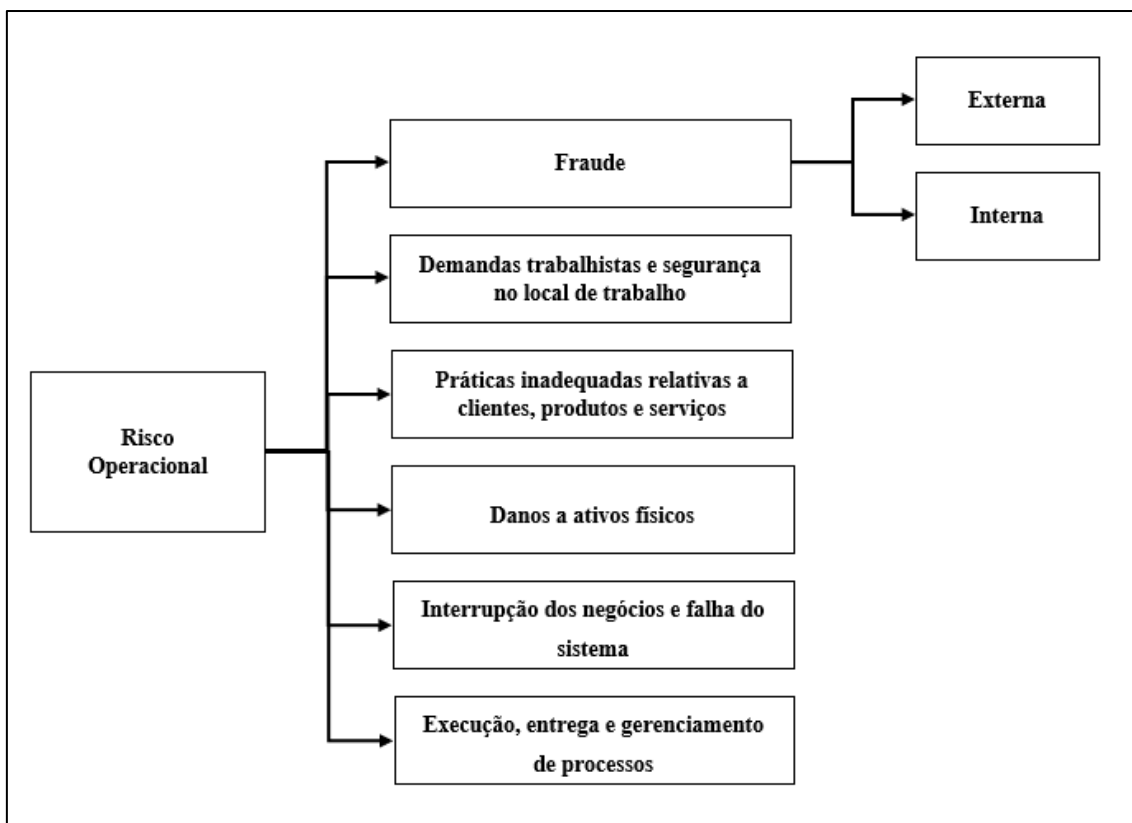 Risco
Operacional
Fraude
Externa
Interna
Demandas trabalhistas e segurança
no local de trabalho
Práticas inadequadas relativas a
clientes, produtos e serviços
Danos a ativos físicos
Interrupção dos negócios e falha do
sistema
Execução, entrega e gerenciamento
de processos